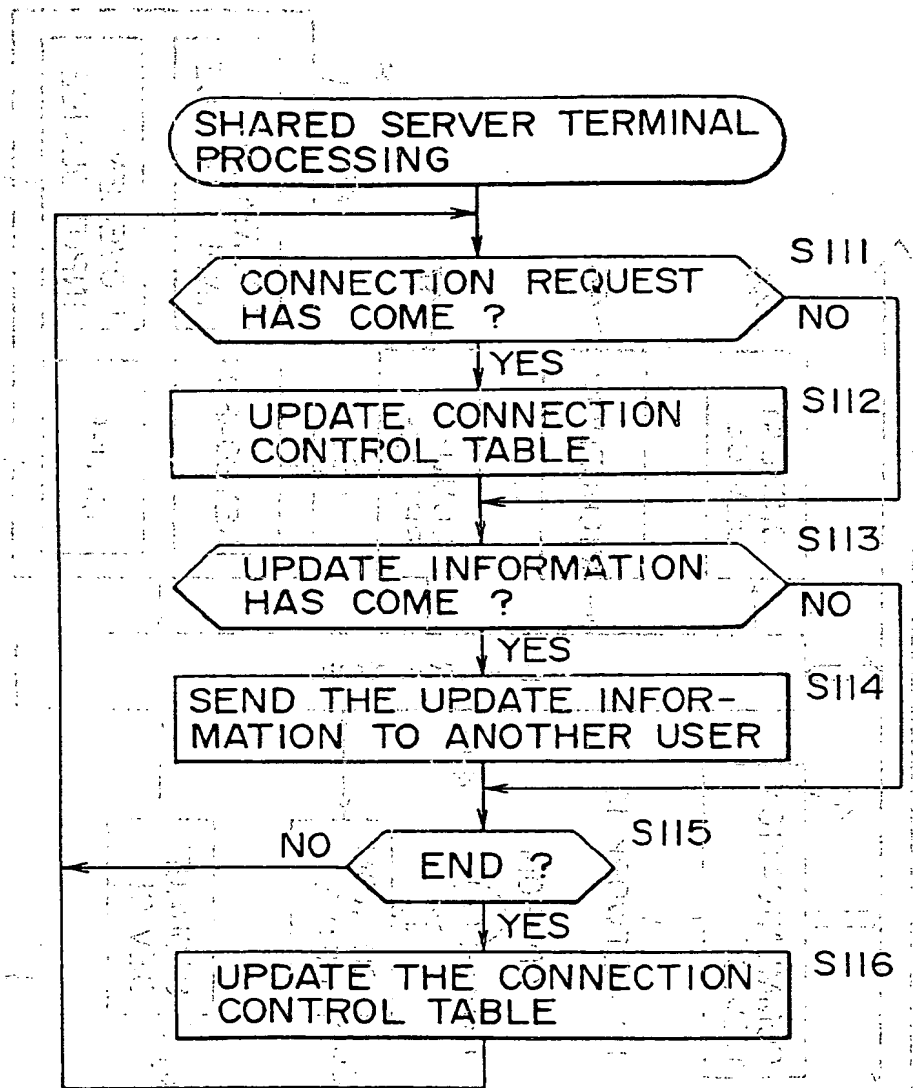 SHARED SERVER TERMINAL
PROCESSING
S111
CONNECTION REQUEST
HAS COME ?
NO
YES
S112
UPDATE CONNECTION
CONTROL TABLE
S113
UPDATE INFORMATION
HAS COME ?
NO
YES
S114
SEND THE UPDATE INFOR-
MATION TO ANOTHER USER
S115
NO
END ?
YES
S116
UPDATE THE CONNECTION
CONTROL TABLE